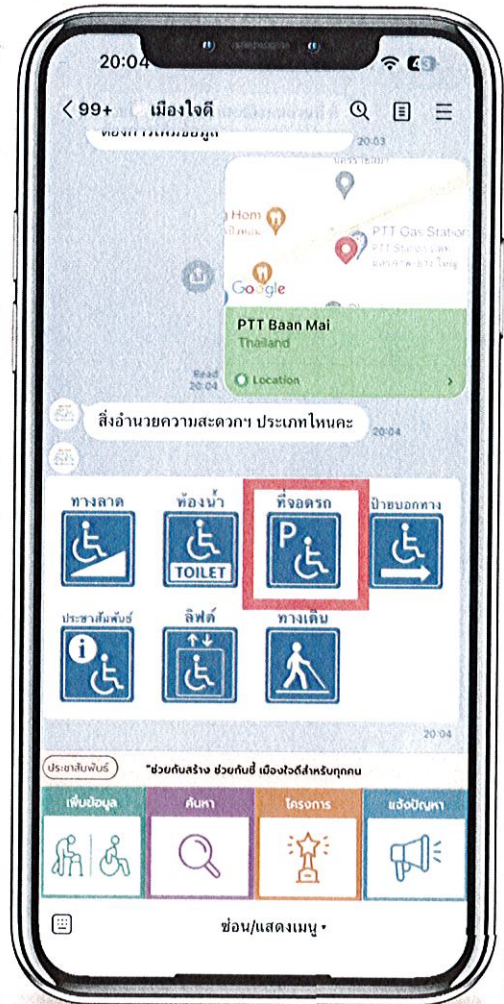 20:04
99+ เมืองใจดี
ต้องการเพิ่มข้อมูล
20:03
PTT Gas Station
Google
PTT Baan Mai
Thailand
Read
20:04
Location
สิ่งอำนวยความสะดวกฯ ประเภทไหนคะ
20:04
ทางลาด ห้องน้ำ ที่จอดรถ ป้ายบอกทาง
TOILET
P
ประชาสัมพันธ์ ลิฟต์ ทางเดิน
i
20:04
ประชาสัมพันธ์ "ช่วยกันสร้าง ช่วยกันชี้ เมืองใจดีสำหรับทุกคน
เพิ่มข้อมูล ค้นหา โครงการ แจ้งปัญหา
ซ่อน/แสดงเมนู